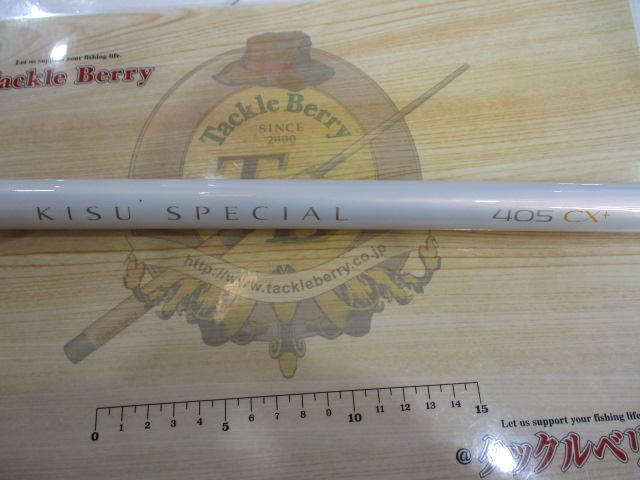 Let us support your fishing life.
Tackle Berry
Tackle Berry
SINCE
2000
KISU SPECIAL 405 CX+
http://www.tackleberry.co.jp
0 1 2 3 4 5 6 7 8 9 10 11 12 13 14 15
Let us support your fishing life
@タックルベリ